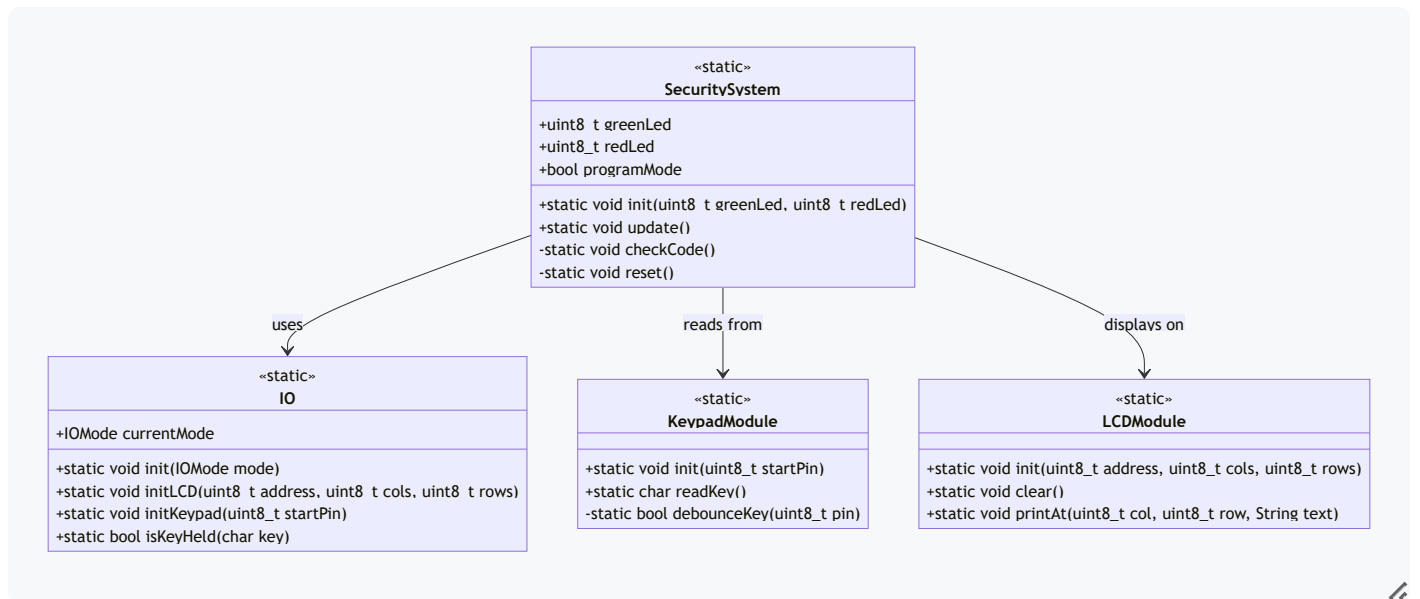 «static»
SecuritySystem
+uint8_t greenLed
+uint8_t redLed
+bool programMode
+static void init(uint8_t greenLed, uint8_t redLed)
+static void update()
-static void checkCode()
-static void reset()
uses
reads from
displays on
«static»
IO
+IOMode currentMode
+static void init(IOMode mode)
+static void initLCD(uint8_t address, uint8_t cols, uint8_t rows)
+static void initKeypad(uint8_t startPin)
+static bool isKeyHeld(char key)
«static»
KeypadModule
+static void init(uint8_t startPin)
+static char readKey()
-static bool debounceKey(uint8_t pin)
«static»
LCDModule
+static void init(uint8_t address, uint8_t cols, uint8_t rows)
+static void clear()
+static void printAt(uint8_t col, uint8_t row, String text)